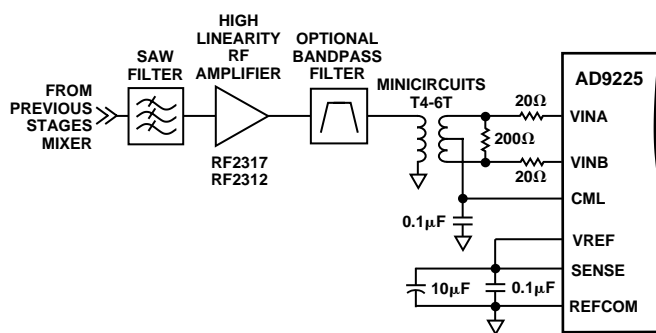 FROM
PREVIOUS
STAGES
MIXER
SAW
FILTER
HIGH
LINEARITY
RF
AMPLIFIER
RF2317
RF2312
OPTIONAL
BANDPASS
FILTER
MINICIRCUITS
T4-6T
200Ω
20Ω
20Ω
0.1μF
10μF
0.1μF
AD9225
VINA
VINB
CML
VREF
SENSE
REFCOM